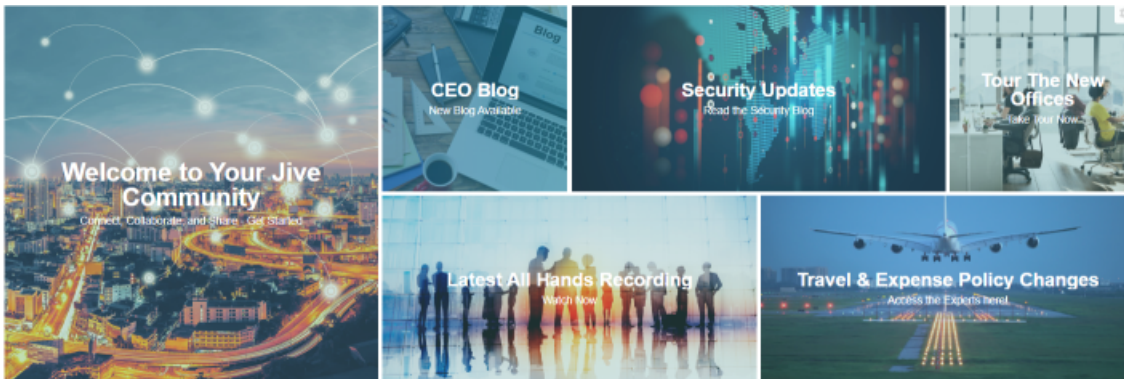 Welcome to Your Jive
Community
Connect, Collaborate, and Share - Get Started
Blog
CEO Blog
New Blog Available
Security Updates
Read the Security Blog
Tour The New
Offices
Take Tour Now
Latest All Hands Recording
Watch Now
Travel & Expense Policy Changes
Access the Experts here!